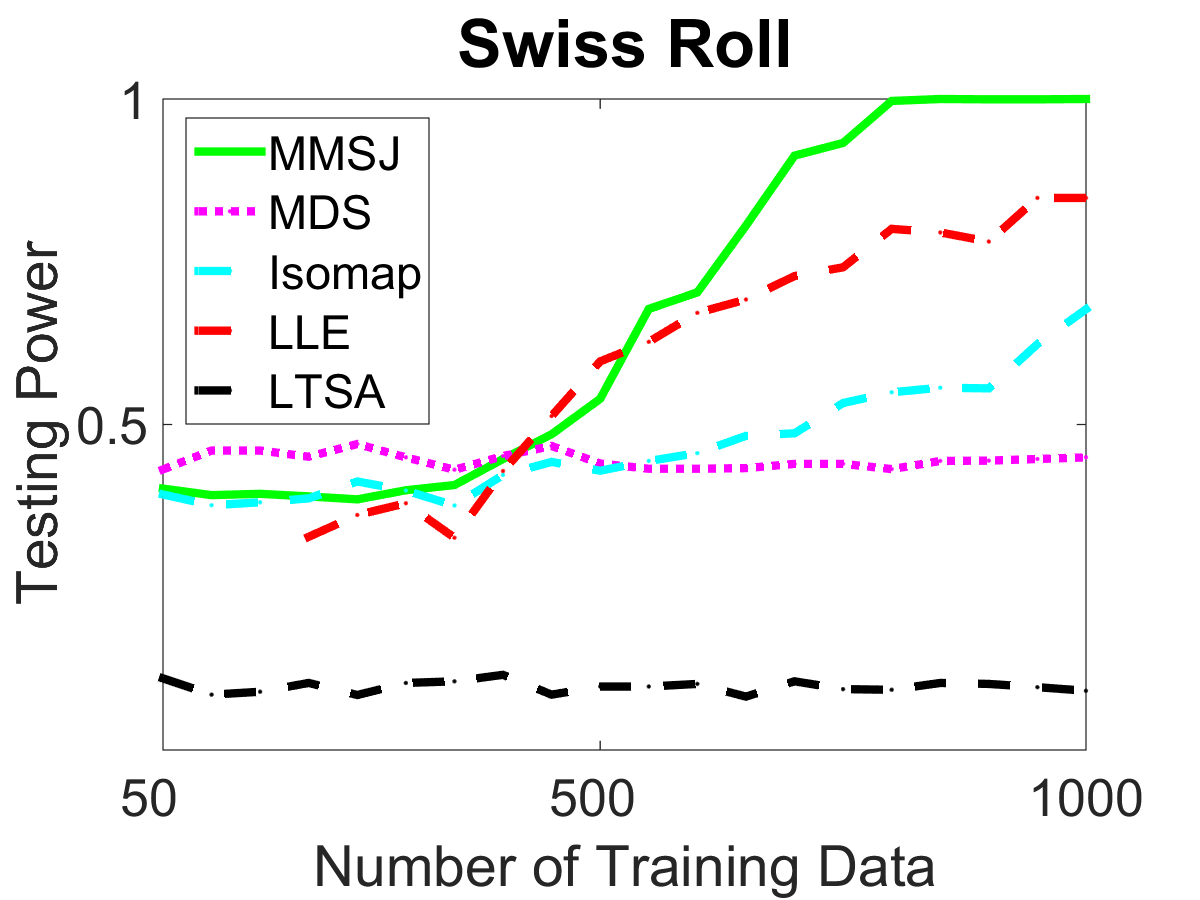 Swiss Roll
1
MMSJ
MDS
Isomap
LLE
LTSA
0.5
Testing Power
50 500 1000
Number of Training Data